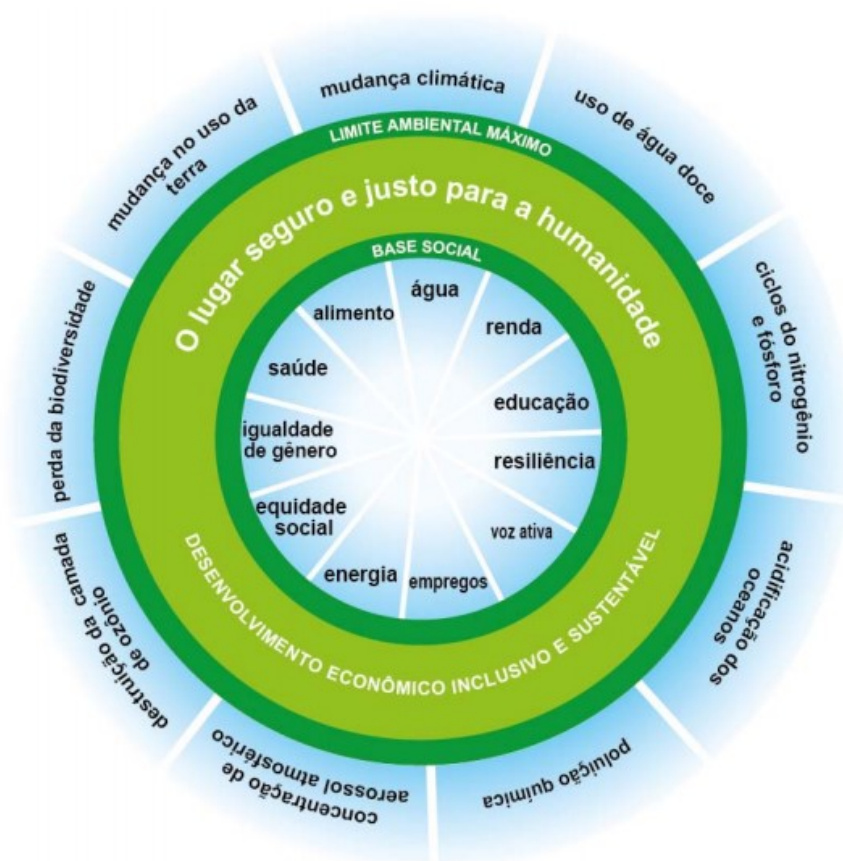 mudança climática
uso de água doce
ciclos do nitrogênio
e fósforo
acidificação dos
oceanos
poluição química
concentração de
aerossol atmosférico
destruição da camada
de ozônio
perda da biodiversidade
mudança no uso da
terra
LIMITE AMBIENTAL MÁXIMO
O lugar seguro e justo para a humanidade
BASE SOCIAL
água
renda
educação
resiliência
voz ativa
empregos
energia
equidade
social
igualdade
de gênero
saúde
alimento
DESENVOLVIMENTO ECONÔMICO INCLUSIVO E SUSTENTÁVEL